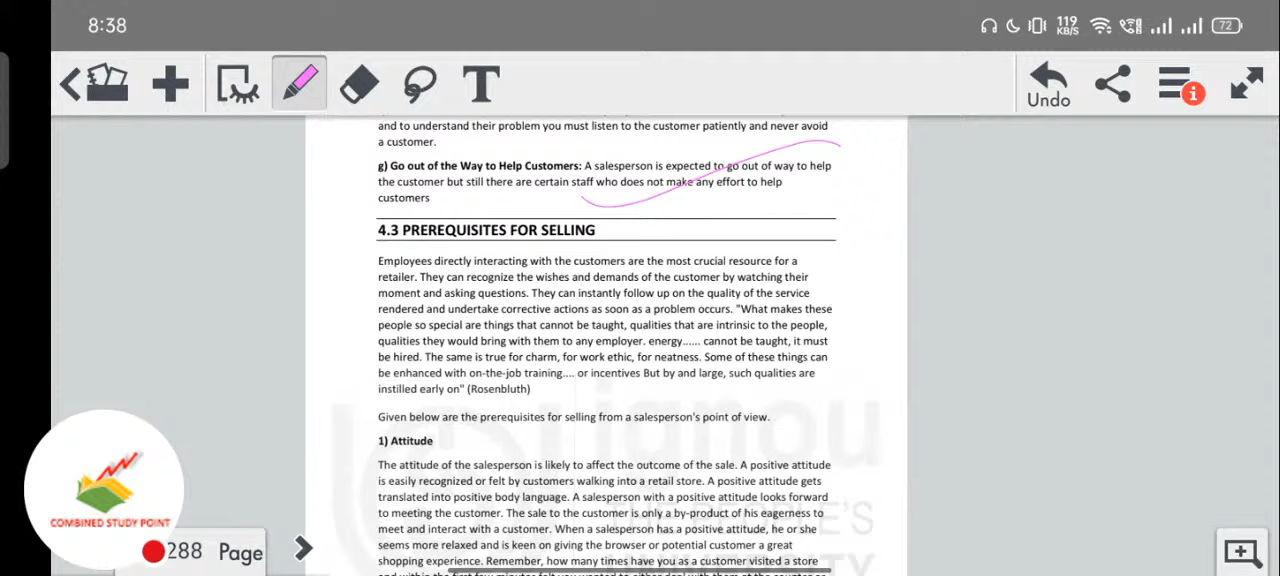 8:38
119
KB/S
72
T
Undo
and to understand their problem you must listen to the customer patiently and never avoid
a customer.
g) Go out of the Way to Help Customers: A salesperson is expected to go out of way to help
the customer but still there are certain staff who does not make any effort to help
customers
4.3 PREREQUISITES FOR SELLING
Employees directly interacting with the customers are the most crucial resource for a
retailer. They can recognize the wishes and demands of the customer by watching their
moment and asking questions. They can instantly follow up on the quality of the service
rendered and undertake corrective actions as soon as a problem occurs. "What makes these
people so special are things that cannot be taught, qualities that are intrinsic to the people,
qualities they would bring with them to any employer. energy...... cannot be taught, it must
be hired. The same is true for charm, for work ethic, for neatness. Some of these things can
be enhanced with on-the-job training.... or incentives But by and large, such qualities are
instilled early on" (Rosenbluth)
Given below are the prerequisites for selling from a salesperson's point of view.
1) Attitude
The attitude of the salesperson is likely to affect the outcome of the sale. A positive attitude
is easily recognized or felt by customers walking into a retail store. A positive attitude gets
translated into positive body language. A salesperson with a positive attitude looks forward
to meeting the customer. The sale to the customer is only a by-product of his eagerness to
meet and interact with a customer. When a salesperson has a positive attitude, he or she
seems more relaxed and is keen on giving the browser or potential customer a great
shopping experience. Remember, how many times have you as a customer visited a store
ignou
THE PEOPLE'S
UNIVERSITY
COMBINED STUDY POINT
288 Page